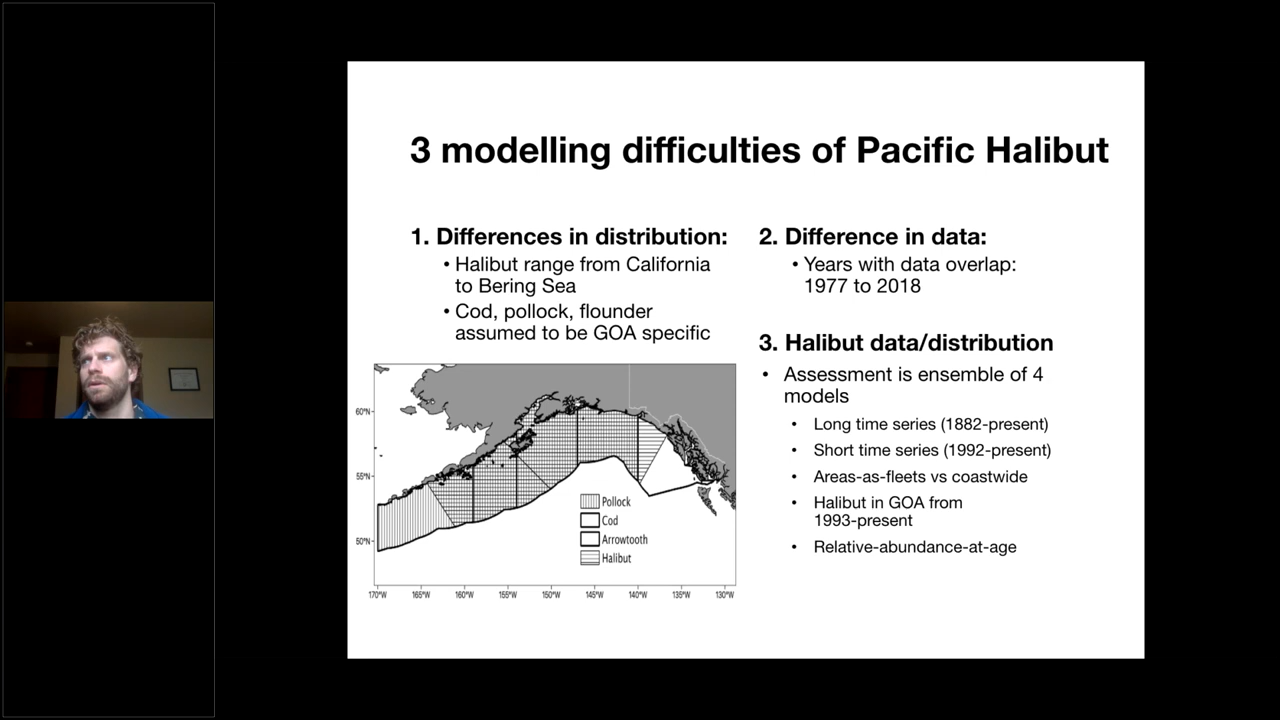 3 modelling difficulties of Pacific Halibut
1. Differences in distribution:
• Halibut range from California
to Bering Sea
• Cod, pollock, flounder
assumed to be GOA specific
60°N
55°N
50°N
Pollock
Cod
Arrowtooth
Halibut
170°W 165°W 160°W 155°W 150°W 145°W 140°W 135°W 130°W
2. Difference in data:
• Years with data overlap:
1977 to 2018
3. Halibut data/distribution
• Assessment is ensemble of 4
models
• Long time series (1882-present)
• Short time series (1992-present)
• Areas-as-fleets vs coastwide
• Halibut in GOA from
1993-present
• Relative-abundance-at-age